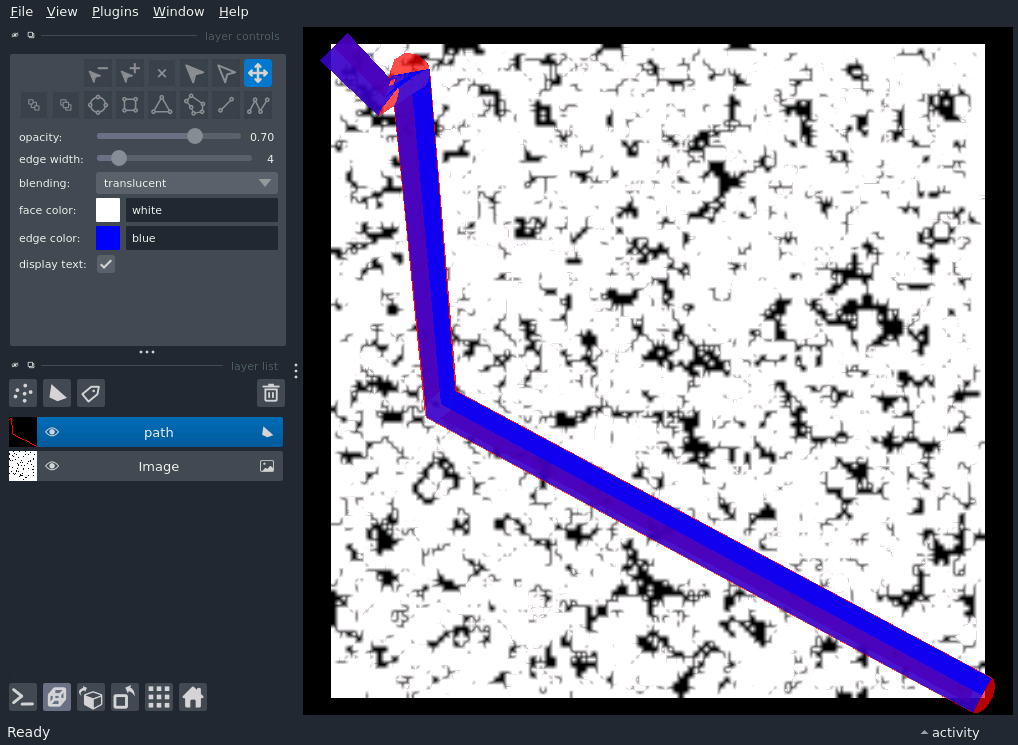 File View Plugins Window Help
layer controls
opacity: 0.70
edge width: 4
blending: translucent
face color: white
edge color: blue
display text:
layer list
path
Image
Ready activity